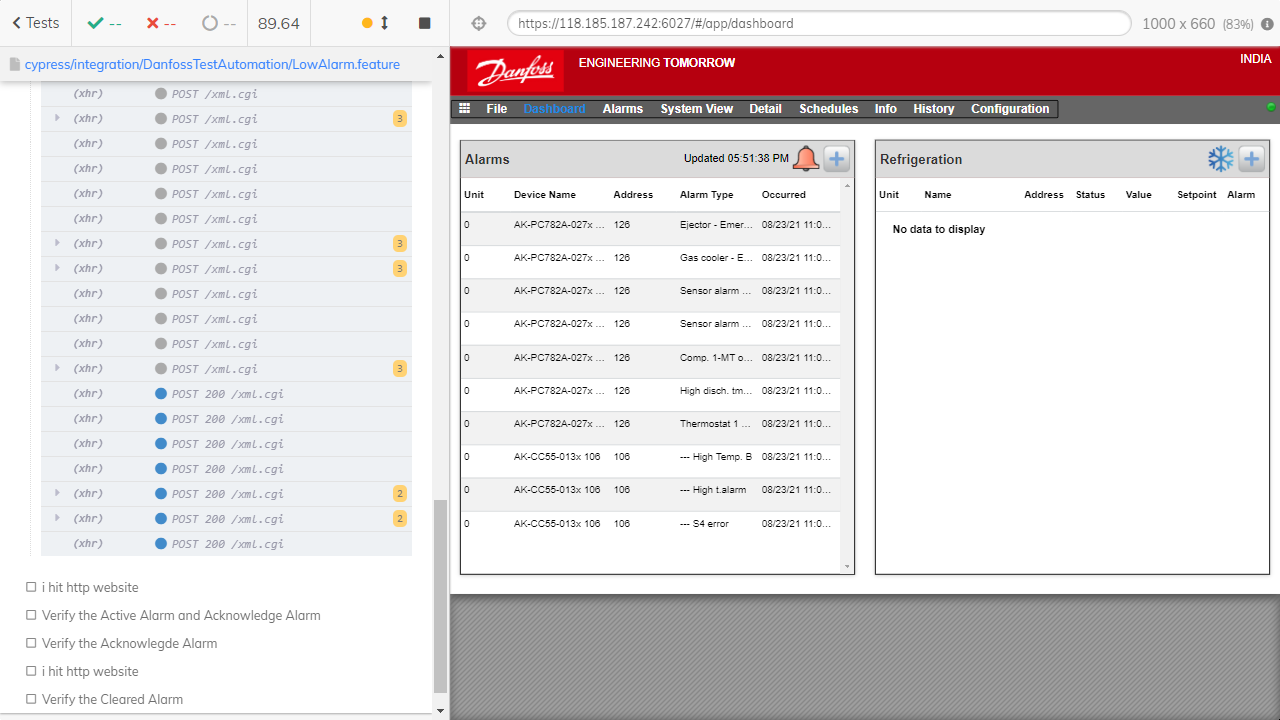 Tests
--
--
--
89.64
https://118.185.187.242:6027/#/app/dashboard
1000 x 660 (83%)
cypress/integration/DanfossTestAutomation/LowAlarm.feature
(xhr) POST /xml.cgi
(xhr) POST /xml.cgi 3
(xhr) POST /xml.cgi
(xhr) POST /xml.cgi
(xhr) POST /xml.cgi
(xhr) POST /xml.cgi
(xhr) POST /xml.cgi 3
(xhr) POST /xml.cgi 3
(xhr) POST /xml.cgi
(xhr) POST /xml.cgi
(xhr) POST /xml.cgi
(xhr) POST /xml.cgi 3
(xhr) POST 200 /xml.cgi
(xhr) POST 200 /xml.cgi
(xhr) POST 200 /xml.cgi
(xhr) POST 200 /xml.cgi
(xhr) POST 200 /xml.cgi 2
(xhr) POST 200 /xml.cgi 2
(xhr) POST 200 /xml.cgi
i hit http website
Verify the Active Alarm and Acknowledge Alarm
Verify the Acknowlegde Alarm
i hit http website
Verify the Cleared Alarm
Danfoss
ENGINEERING TOMORROW
INDIA
File Dashboard Alarms System View Detail Schedules Info History Configuration
Alarms Updated 05:51:38 PM
Unit Device Name Address Alarm Type Occurred
0 AK-PC782A-027x ... 126 Ejector - Emer... 08/23/21 11:0...
0 AK-PC782A-027x ... 126 Gas cooler - E... 08/23/21 11:0...
0 AK-PC782A-027x ... 126 Sensor alarm ... 08/23/21 11:0...
0 AK-PC782A-027x ... 126 Sensor alarm ... 08/23/21 11:0...
0 AK-PC782A-027x ... 126 Comp. 1-MT o... 08/23/21 11:0...
0 AK-PC782A-027x ... 126 High disch. tm... 08/23/21 11:0...
0 AK-PC782A-027x ... 126 Thermostat 1 ... 08/23/21 11:0...
0 AK-CC55-013x 106 106 --- High Temp. B 08/23/21 11:0...
0 AK-CC55-013x 106 106 --- High t.alarm 08/23/21 11:0...
0 AK-CC55-013x 106 106 --- S4 error 08/23/21 11:0...
Refrigeration
Unit Name Address Status Value Setpoint Alarm
No data to display